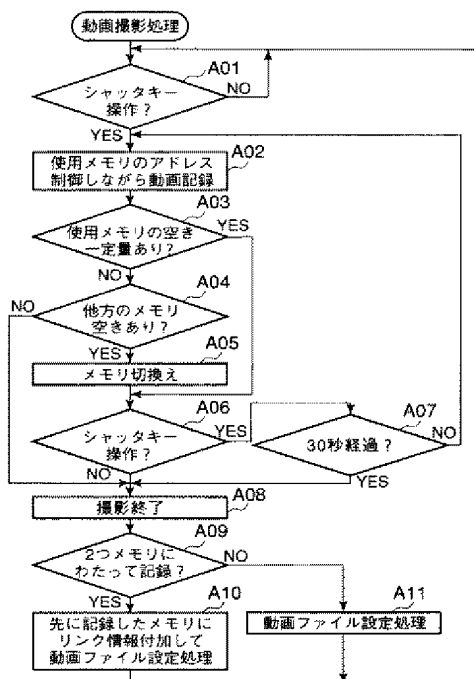 動画撮影処理
A01
シャッタキー
操作？
NO
YES
A02
使用メモリのアドレス
制御しながら動画記録
A03
使用メモリの空き
一定量あり？
YES
NO
A04
他方のメモリ
空きあり？
NO
YES
A05
メモリ切換え
A06
シャッタキー
操作？
YES
NO
A07
30秒経過？
NO
YES
A08
撮影終了
A09
2つメモリに
わたって記録？
NO
YES
A10
先に記録したメモリに
リンク情報付加して
動画ファイル設定処理
A11
動画ファイル設定処理